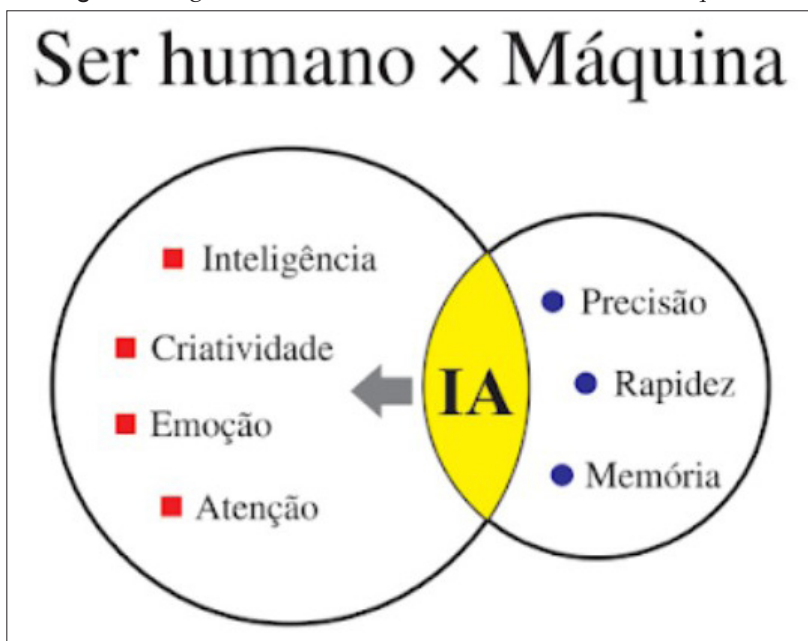 Ser humano × Máquina
Inteligência
Criatividade
Emoção
Atenção
IA
Precisão
Rapidez
Memória